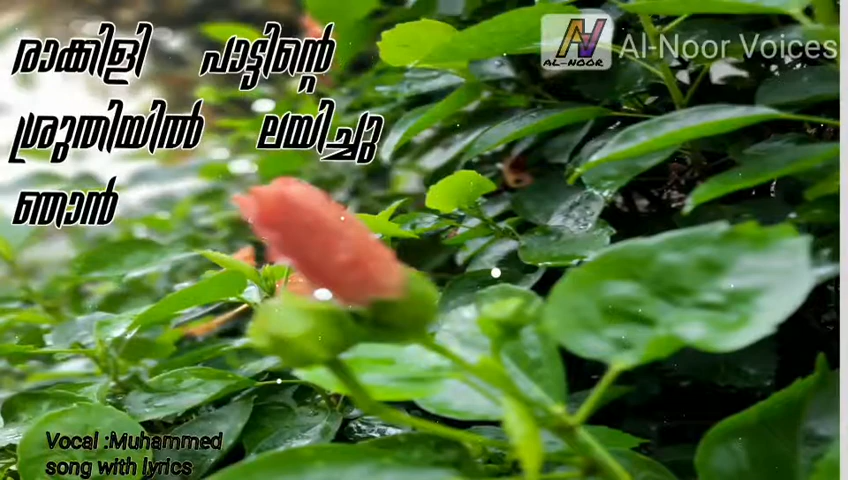 രാക്കിളി പാട്ടിന്റെ
ശ്രുതിയിൽ ലയിച്ചു
ഞാൻ
AL-NOOR
Al-Noor Voices
Vocal :Muhammed
song with lyrics